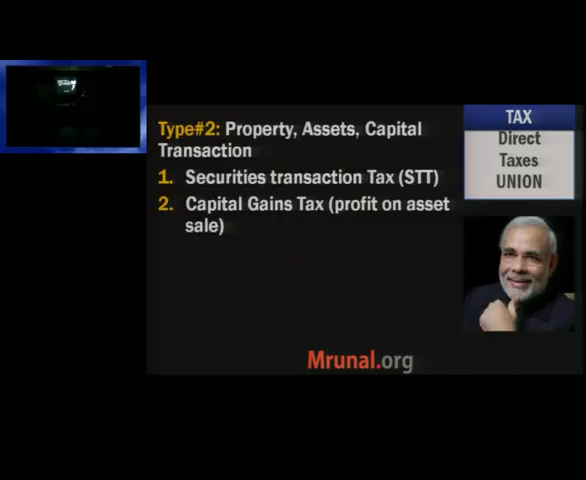 Type#2: Property, Assets, Capital
Transaction
1. Securities transaction Tax (STT)
2. Capital Gains Tax (profit on asset
sale)
TAX
Direct
Taxes
UNION
Mrunal.org